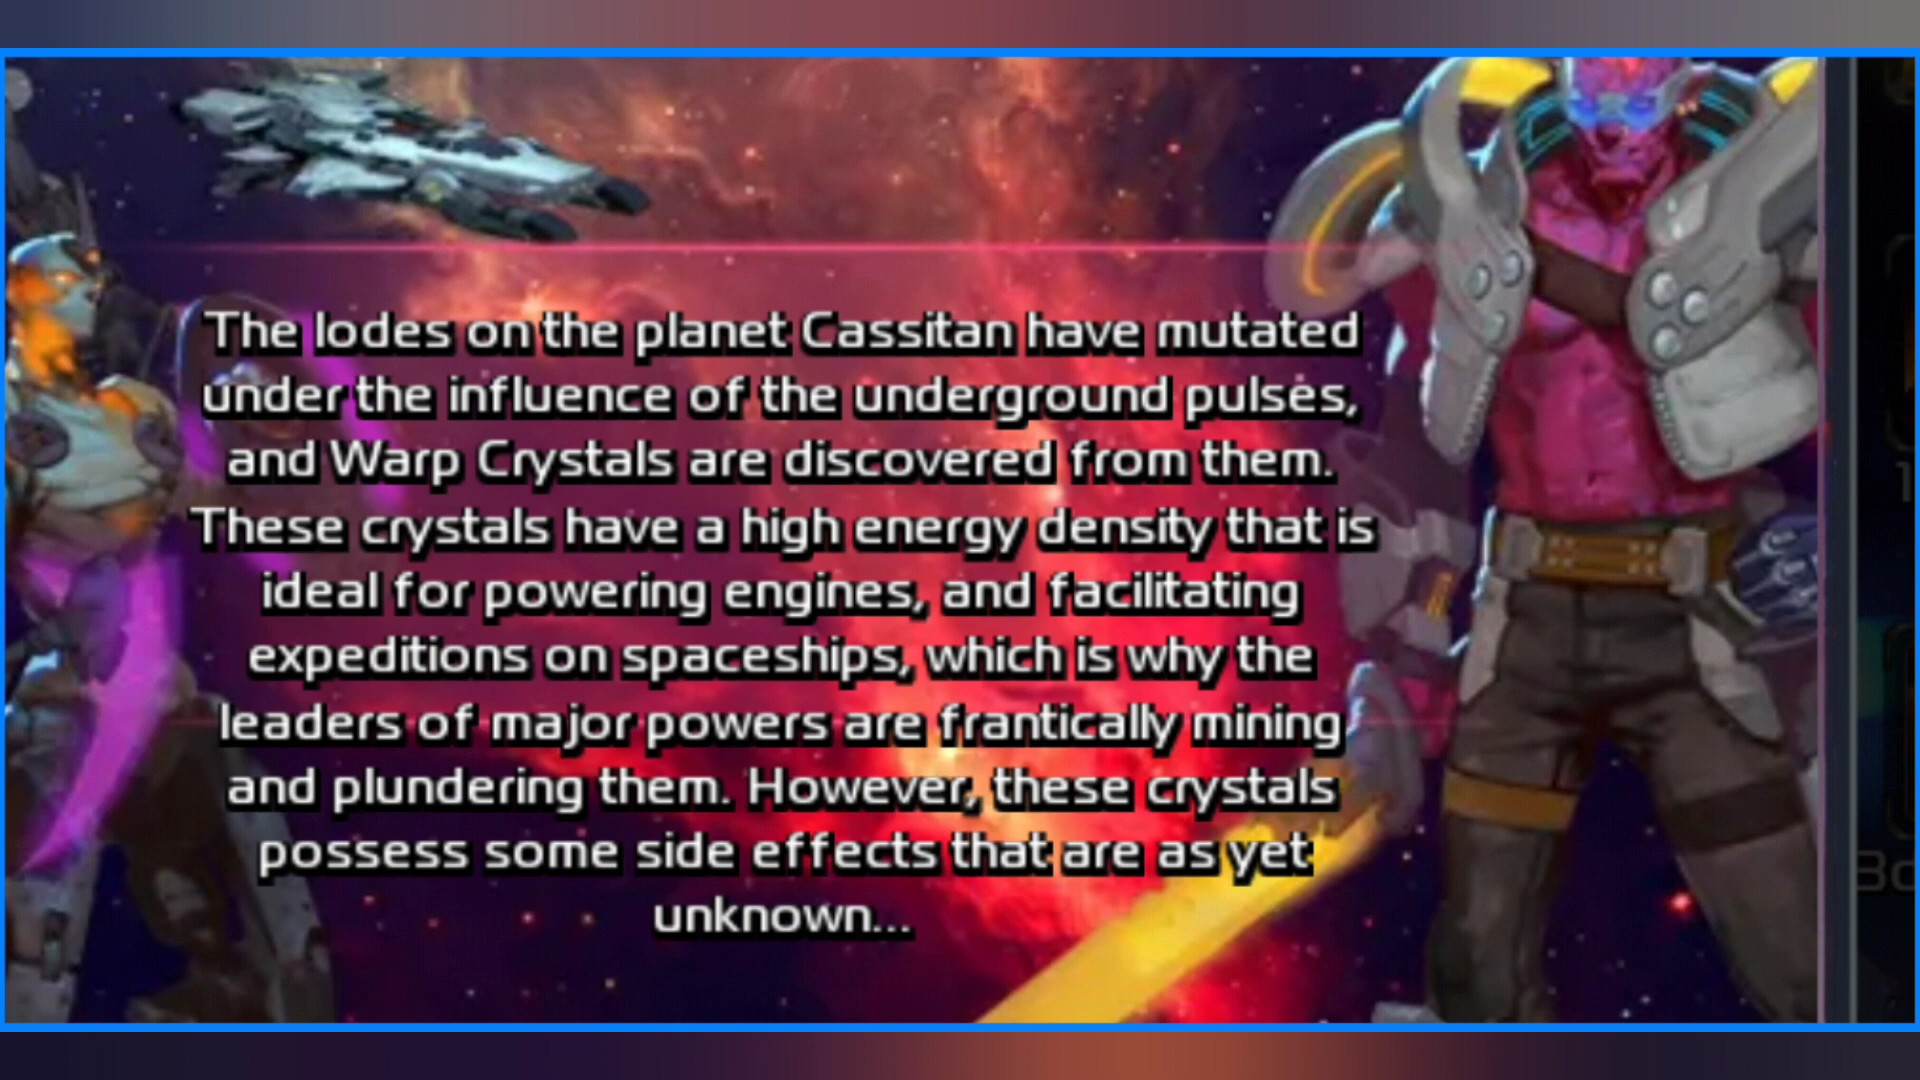 The lodes on the planet Cassitan have mutated
under the influence of the underground pulses,
and Warp Crystals are discovered from them.
These crystals have a high energy density that is
ideal for powering engines, and facilitating
expeditions on spaceships, which is why the
leaders of major powers are frantically mining
and plundering them. However, these crystals
possess some side effects that are as yet
unknown...